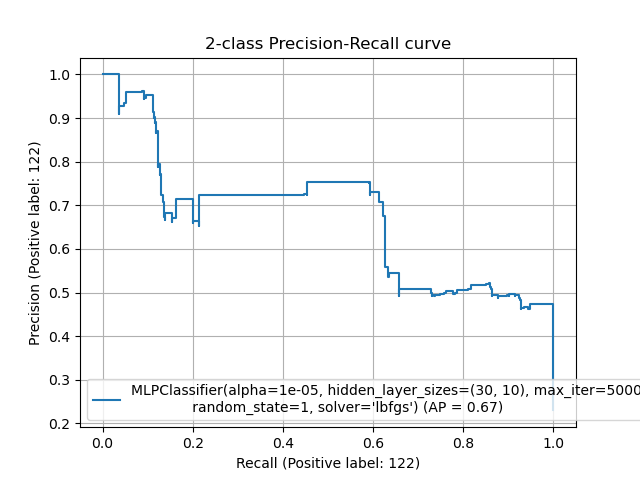 2-class Precision-Recall curve
1.0
0.9
0.8
0.7
0.6
0.5
0.4
0.3
0.2
Precision (Positive label: 122)
MLPClassifier(alpha=1e-05, hidden_layer_sizes=(30, 10), max_iter=5000
random_state=1, solver='lbfgs') (AP = 0.67)
0.0 0.2 0.4 0.6 0.8 1.0
Recall (Positive label: 122)